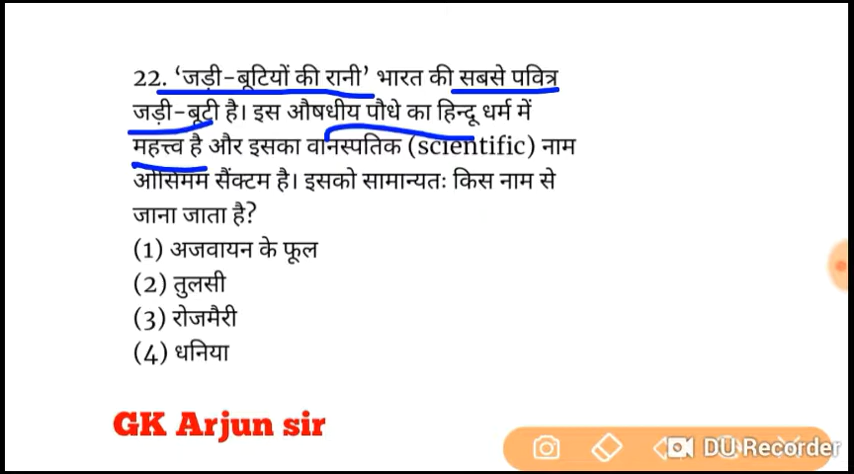 22. ‘जड़ी-बूटियों की रानी’ भारत की सबसे पवित्र
जड़ी-बूटी है। इस औषधीय पौधे का हिन्दू धर्म में
महत्त्व है और इसका वानस्पतिक (scientific) नाम
ओसिमम सैंक्टम है। इसको सामान्यतः किस नाम से
जाना जाता है?
(1) अजवायन के फूल
(2) तुलसी
(3) रोजमैरी
(4) धनिया
GK Arjun sir
DU Recorder